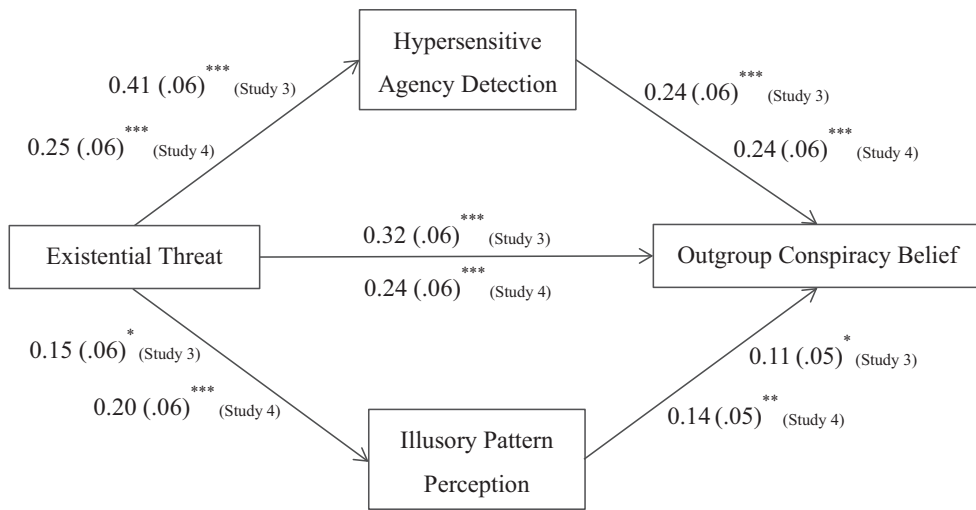 Hypersensitive
Agency Detection
0.41 (.06)*** (Study 3)
0.24 (.06)*** (Study 3)
0.25 (.06)*** (Study 4)
0.24 (.06)*** (Study 4)
Existential Threat
0.32 (.06)*** (Study 3)
0.24 (.06)*** (Study 4)
Outgroup Conspiracy Belief
0.15 (.06)* (Study 3)
0.11 (.05)* (Study 3)
0.20 (.06)*** (Study 4)
0.14 (.05)** (Study 4)
Illusory Pattern
Perception